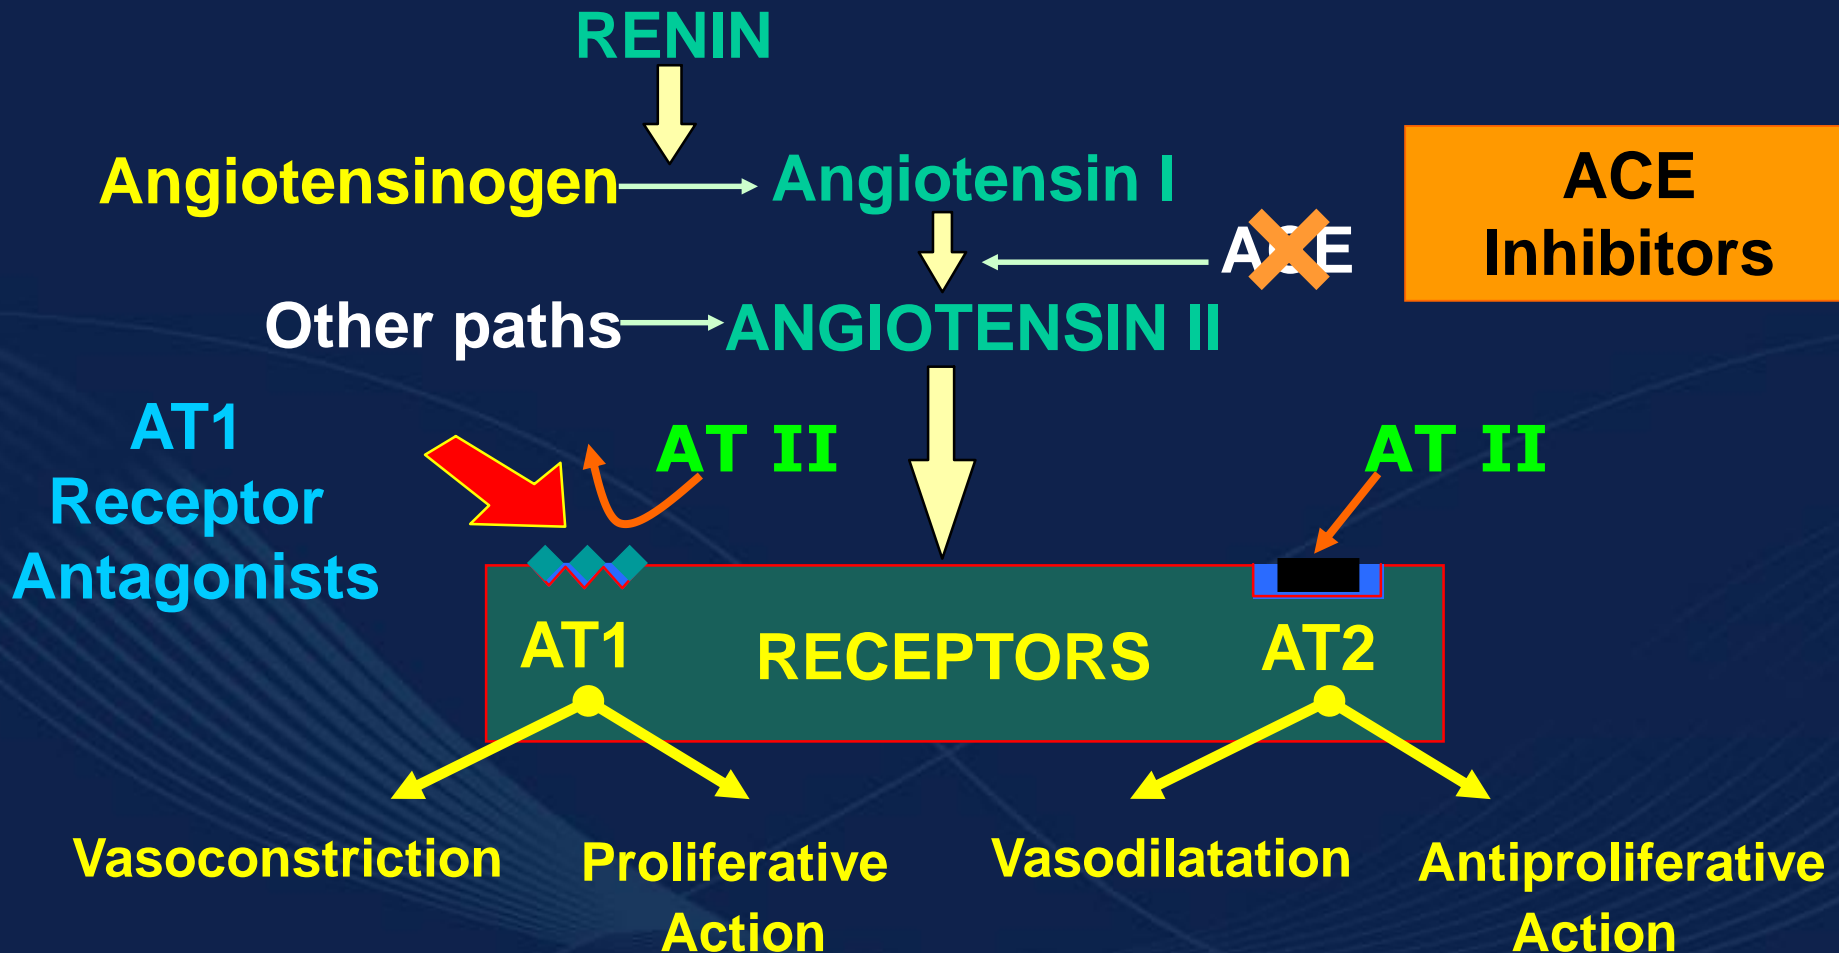 RENIN
Angiotensinogen
Angiotensin I
ACE
ACE
Inhibitors
Other paths
ANGIOTENSIN II
AT1
Receptor
Antagonists
AT II
AT II
AT1
RECEPTORS
AT2
Vasoconstriction
Proliferative
Action
Vasodilatation
Antiproliferative
Action